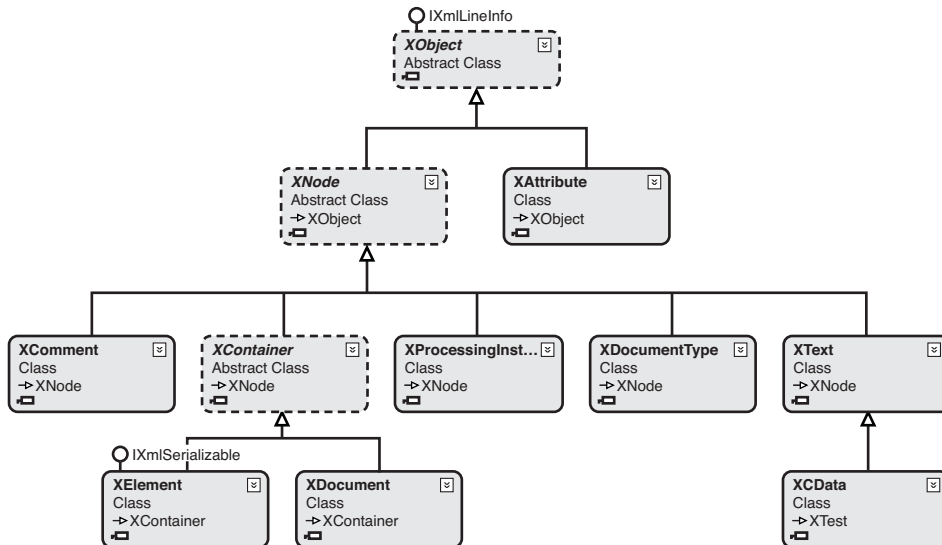 IXmlLineInfo
XObject
Abstract Class
XNode
Abstract Class
XObject
XAttribute
Class
XObject
XComment
Class
XNode
XContainer
Abstract Class
XNode
XProcessingInst...
Class
XNode
XDocumentType
Class
XNode
XText
Class
XNode
IXmlSerializable
XElement
Class
XContainer
XDocument
Class
XContainer
XCData
Class
XTest